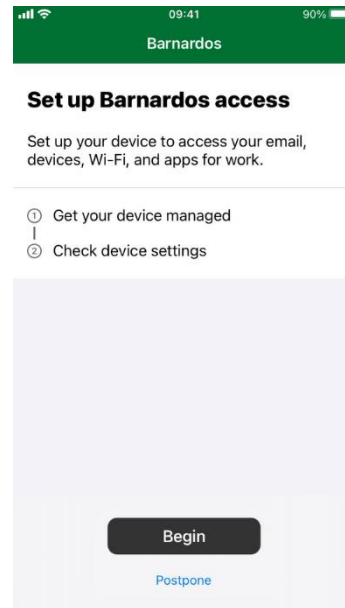 09:41
90%
Barnardos
Set up Barnardos access
Set up your device to access your email,
devices, Wi-Fi, and apps for work.
1 Get your device managed
2 Check device settings
Begin
Postpone